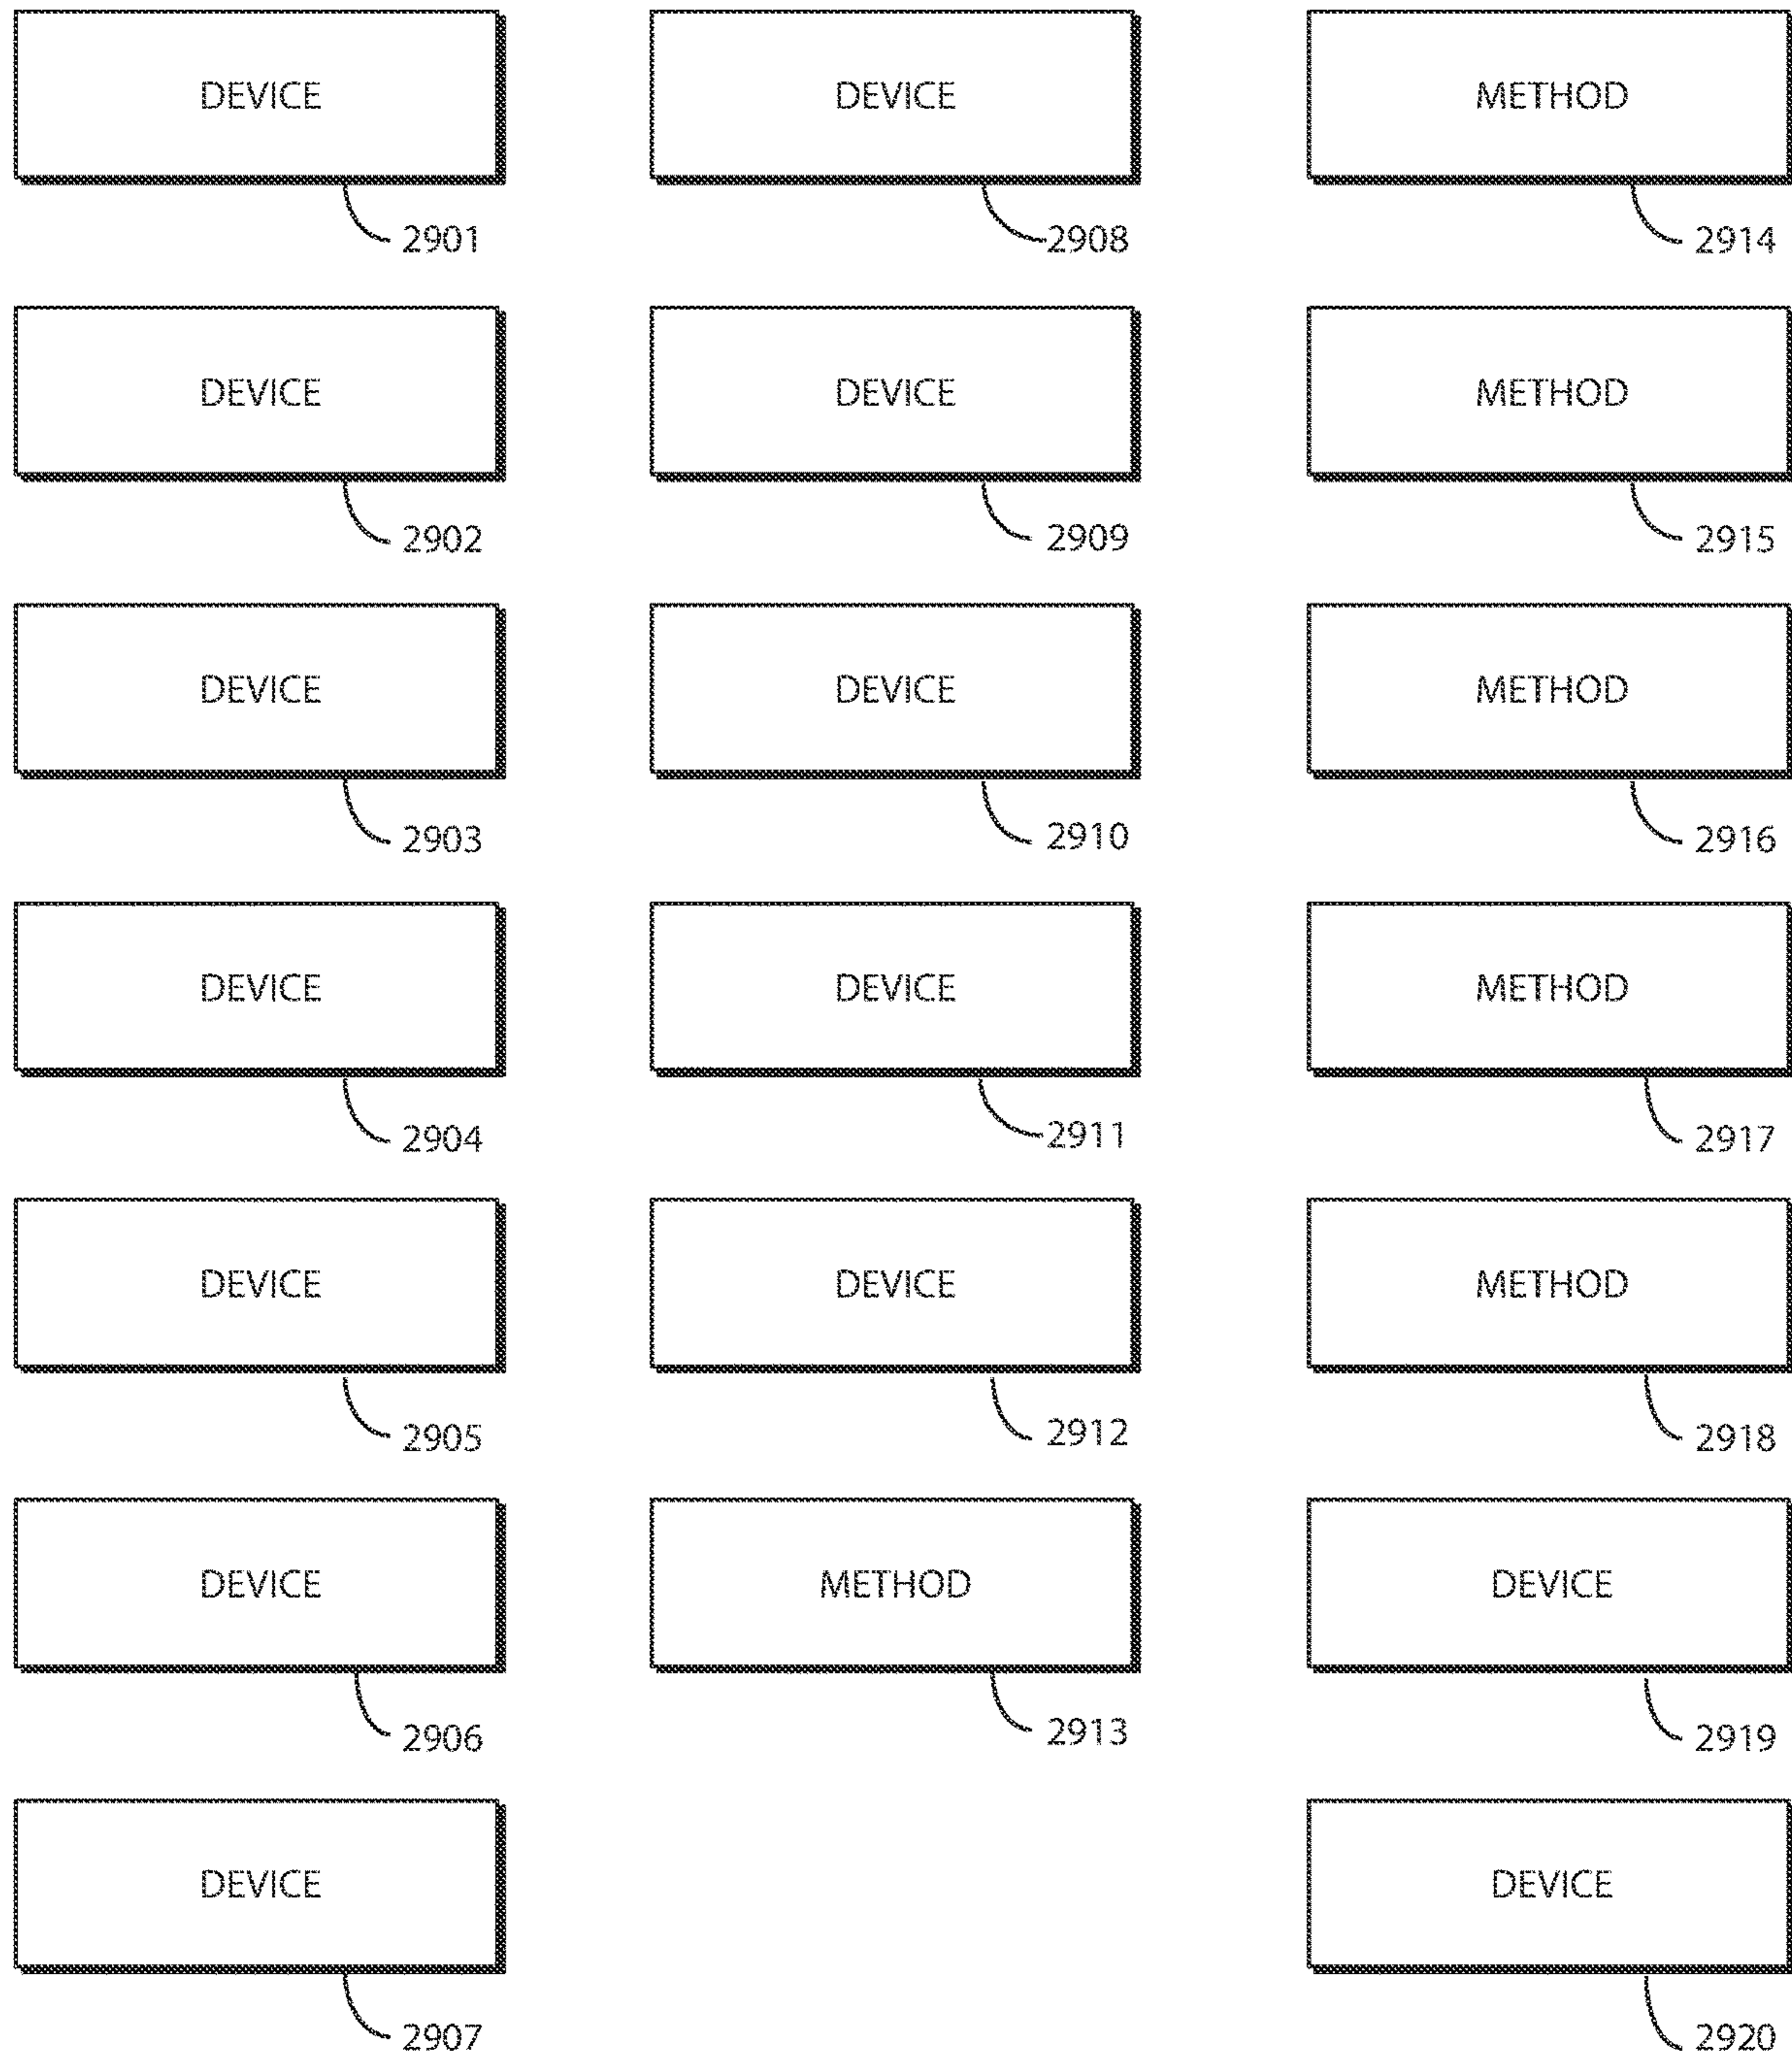 DEVICE
2901
DEVICE
2902
DEVICE
2903
DEVICE
2904
DEVICE
2905
DEVICE
2906
DEVICE
2907
DEVICE
2908
DEVICE
2909
DEVICE
2910
DEVICE
2911
DEVICE
2912
METHOD
2913
METHOD
2914
METHOD
2915
METHOD
2916
METHOD
2917
METHOD
2918
DEVICE
2919
DEVICE
2920